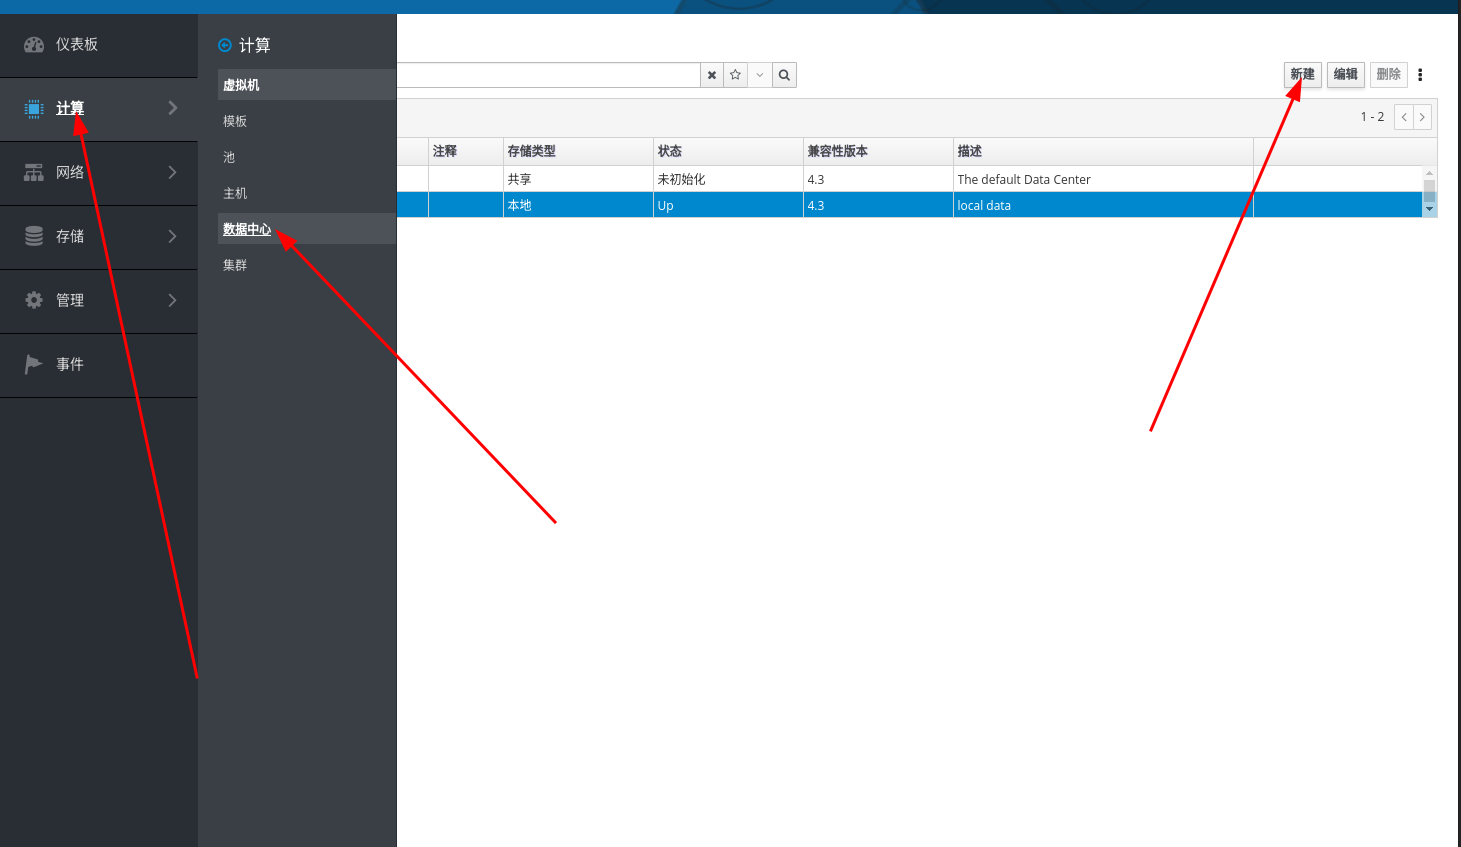 仪表板
计算
网络
存储
管理
事件
计算
虚拟机
模板
池
主机
数据中心
集群
新建 编辑 删除
1 - 2
注释 存储类型 状态 兼容性版本 描述
共享 未初始化 4.3 The default Data Center
本地 Up 4.3 local data